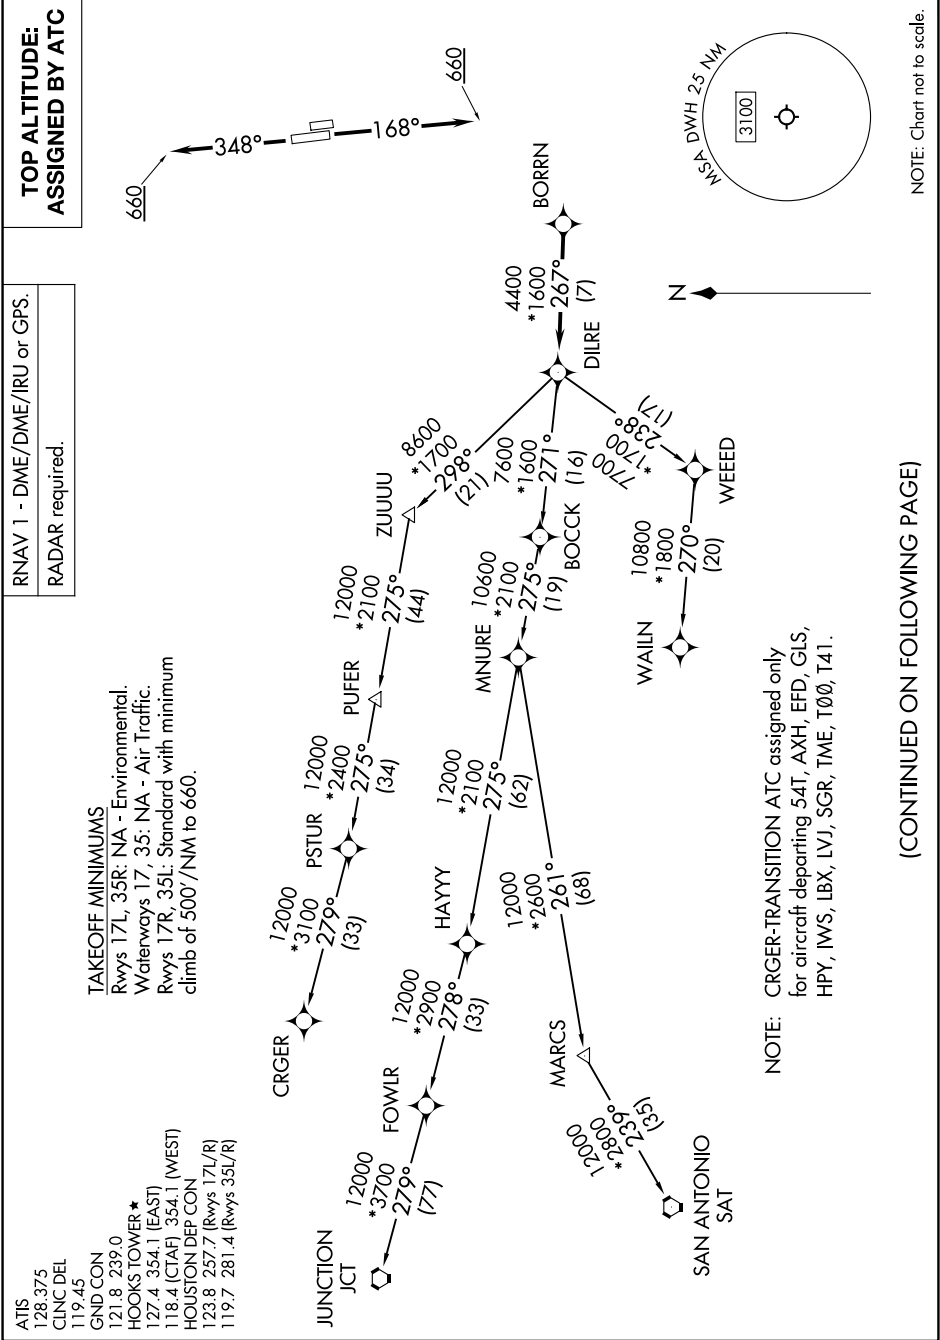 ATIS
128.375
CLNC DEL
119.45
GND CON
121.8 239.0
HOOKS TOWER★
127.4 354.1 (EAST)
118.4 (CTAF) 354.1 (WEST)
HOUSTON DEP CON
123.8 257.7 (Rwys 17L/R)
119.7 281.4 (Rwys 35L/R)
RNAV 1 - DME/DME/IRU or GPS.
RADAR required.
TOP ALTITUDE:
ASSIGNED BY ATC
TAKEOFF MINIMUMS
Rwys 17L, 35R: NA - Environmental.
Waterways 17, 35: NA - Air Traffic.
Rwys 17R, 35L: Standard with minimum
climb of 500'/NM to 660.
660
348°
168°
660
CRGER
12000
*3100
279°
(33)
PSTUR
12000
*2400
275°
(34)
PUFER
12000
*2100
275°
(44)
ZUUUU
8600
*1700
298°
(21)
JUNCTION
JCT
12000
*3700
279°
(77)
FOWLR
12000
*2900
278°
(33)
HAYYY
12000
*2100
275°
(62)
MNURE
10600
*2100
275°
(19)
BOCCK
7600
*1600
271°
(16)
DILRE
4400
*1600
267°
(7)
BORRN
SAN ANTONIO
SAT
12000
*2800
239°
(35)
MARCS
12000
*2600
261°
(68)
WAILN
10800
*1800
270°
(20)
WEEED
7700
*1700
238°
(17)
N
MSA DWH 25 NM
3100
NOTE: CRGER-TRANSITION ATC assigned only
for aircraft departing 54T, AXH, EFD, GLS,
HPY, IWS, LBX, LVJ, SGR, TME, TØØ, T41.
(CONTINUED ON FOLLOWING PAGE)
NOTE: Chart not to scale.